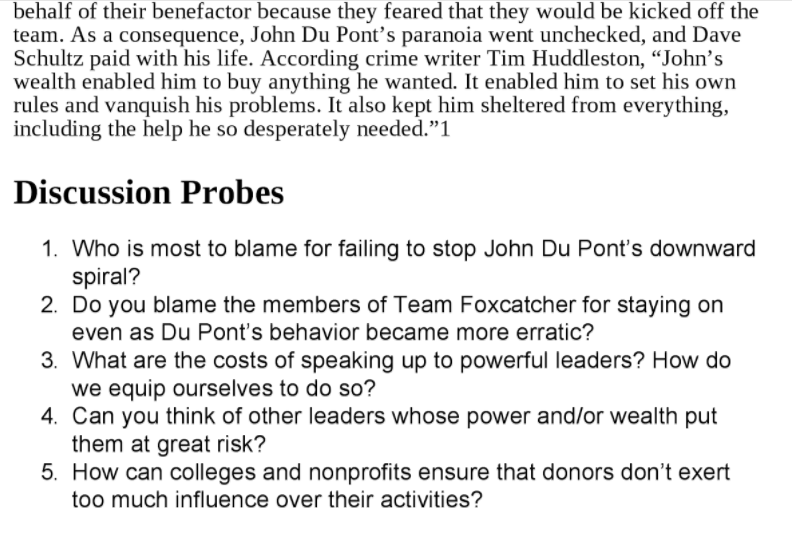 behalf of their benefactor because they feared that they would be kicked off the
team. As a consequence, John Du Pont’s paranoia went unchecked, and Dave
Schultz paid with his life. According crime writer Tim Huddleston, “John’s
wealth enabled him to buy anything he wanted. It enabled him to set his own
rules and vanquish his problems. It also kept him sheltered from everything,
including the help he so desperately needed.”1
Discussion Probes
1. Who is most to blame for failing to stop John Du Pont’s downward
spiral?
2. Do you blame the members of Team Foxcatcher for staying on
even as Du Pont’s behavior became more erratic?
3. What are the costs of speaking up to powerful leaders? How do
we equip ourselves to do so?
4. Can you think of other leaders whose power and/or wealth put
them at great risk?
5. How can colleges and nonprofits ensure that donors don’t exert
too much influence over their activities?